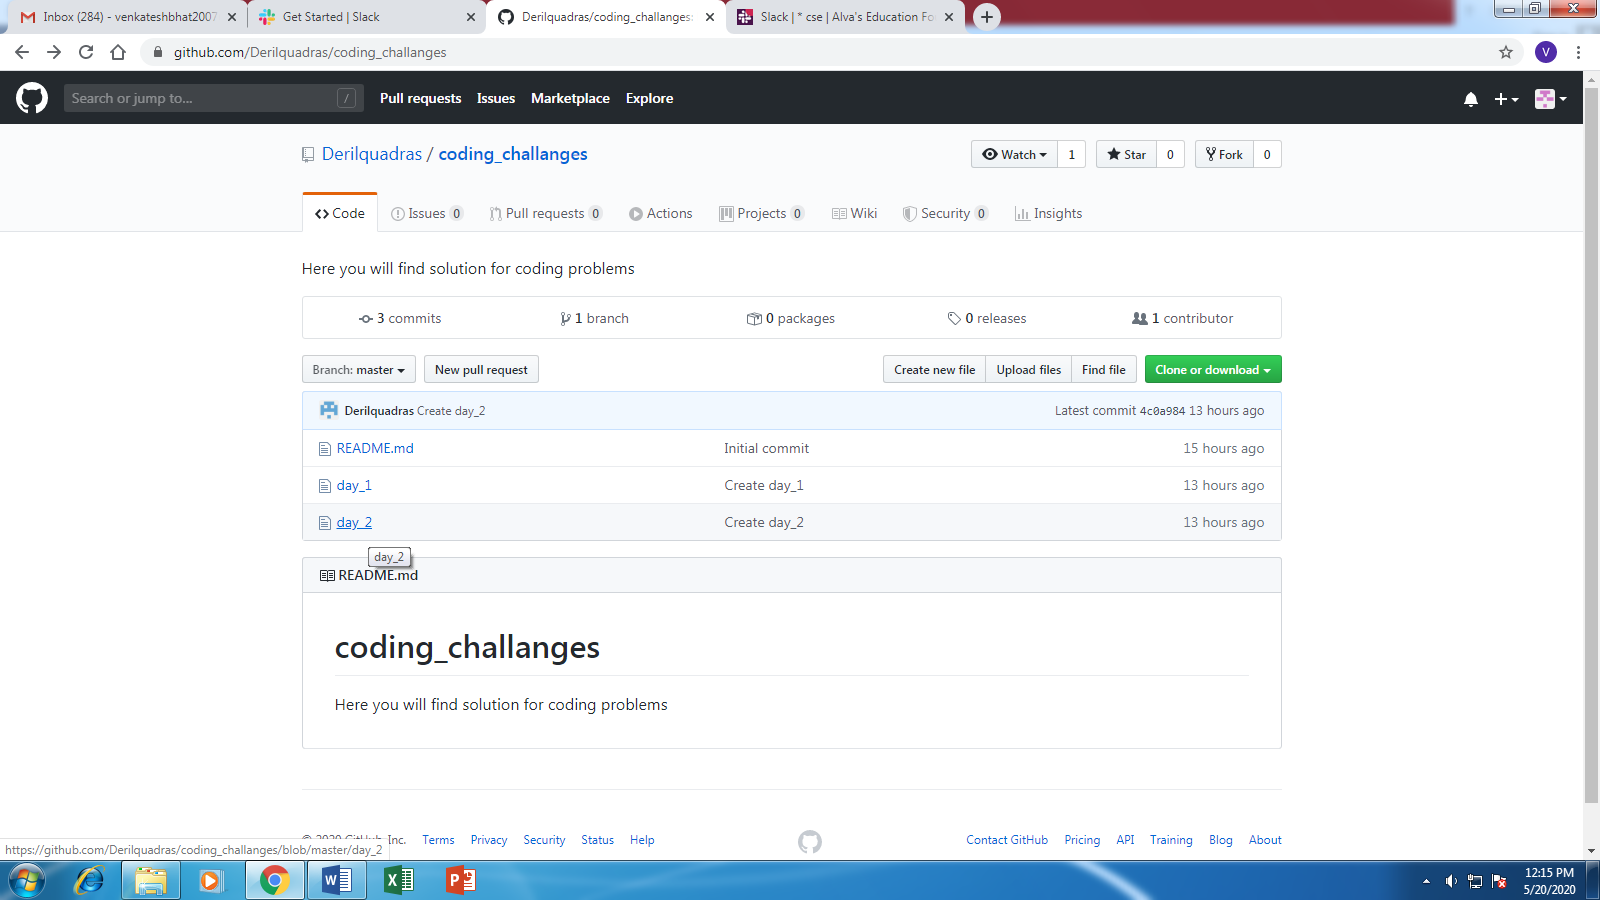 Inbox (284) - venkateshbhat2007
Get Started | Slack
Derilquadras/coding_challanges:
Slack | * cse | Alva's Education Fo
github.com/Derilquadras/coding_challanges
V
Search or jump to...
/
Pull requests
Issues
Marketplace
Explore
Derilquadras / coding_challanges
Watch 1
Star 0
Fork 0
Code
Issues 0
Pull requests 0
Actions
Projects 0
Wiki
Security 0
Insights
Here you will find solution for coding problems
3 commits
1 branch
0 packages
0 releases
1 contributor
Branch: master
New pull request
Create new file
Upload files
Find file
Clone or download
Derilquadras Create day_2
Latest commit 4c0a984 13 hours ago
README.md Initial commit 15 hours ago
day_1 Create day_1 13 hours ago
day_2 Create day_2 13 hours ago
day_2
README.md
coding_challanges
Here you will find solution for coding problems
© 2020 GitHub, Inc.
Terms
Privacy
Security
Status
Help
Contact GitHub
Pricing
API
Training
Blog
About
https://github.com/Derilquadras/coding_challanges/blob/master/day_2
12:15 PM
5/20/2020